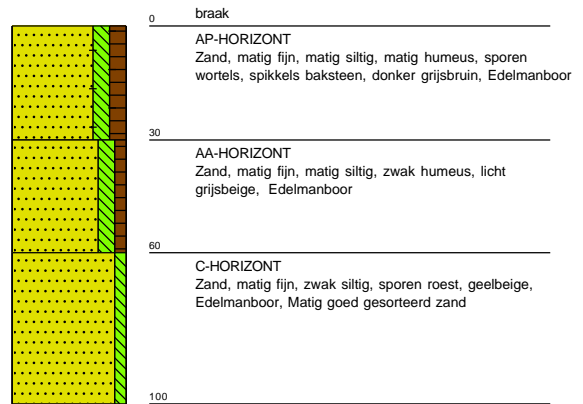 0 braak
AP-HORIZONT
Zand, matig fijn, matig siltig, matig humeus, sporen
wortels, spikkels baksteen, donker grijsbruin, Edelmanboor
30
AA-HORIZONT
Zand, matig fijn, matig siltig, zwak humeus, licht
grijsbeige, Edelmanboor
60
C-HORIZONT
Zand, matig fijn, zwak siltig, sporen roest, geelbeige,
Edelmanboor, Matig goed gesorteerd zand
100